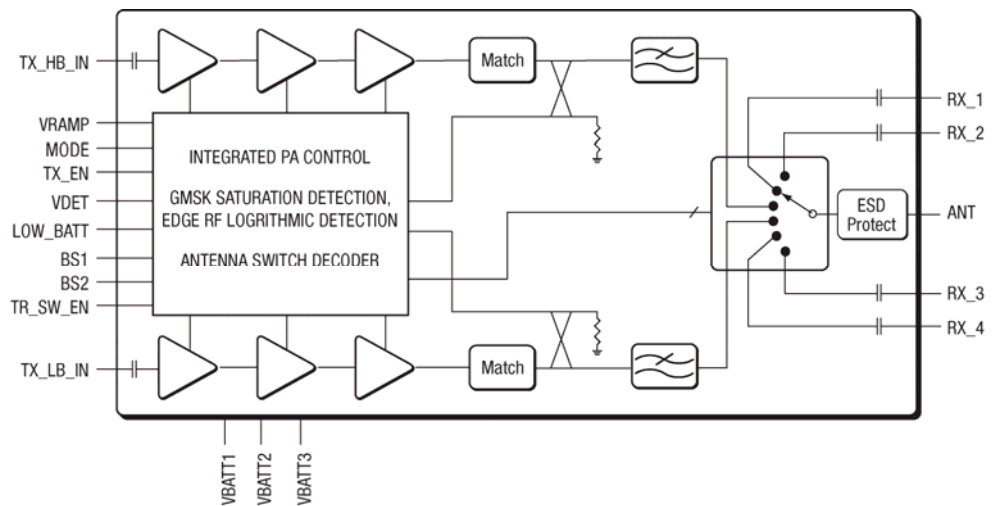 TX_HB_IN
Match
RX_1
RX_2
VRAMP
MODE
TX_EN
VDET
LOW_BATT
BS1
BS2
TR_SW_EN
INTEGRATED PA CONTROL
GMSK SATURATION DETECTION,
EDGE RF LOGRITHMIC DETECTION
ANTENNA SWITCH DECODER
ESD
Protect
ANT
RX_3
RX_4
TX_LB_IN
Match
VBATT1
VBATT2
VBATT3